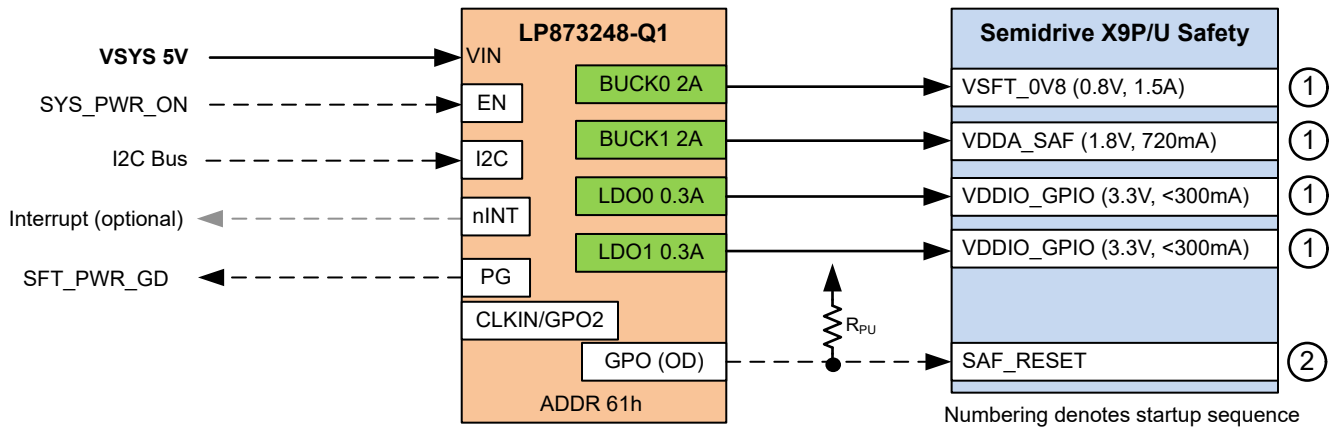 LP873248-Q1
Semidrive X9P/U Safety
VSYS 5V
VIN
BUCK0 2A
VSFT_0V8 (0.8V, 1.5A)
1
SYS_PWR_ON
EN
BUCK1 2A
VDDA_SAF (1.8V, 720mA)
1
I2C Bus
I2C
LDO0 0.3A
VDDIO_GPIO (3.3V, <300mA)
1
Interrupt (optional)
nINT
LDO1 0.3A
VDDIO_GPIO (3.3V, <300mA)
1
SFT_PWR_GD
PG
CLKIN/GPO2
RPU
GPO (OD)
SAF_RESET
2
ADDR 61h
Numbering denotes startup sequence